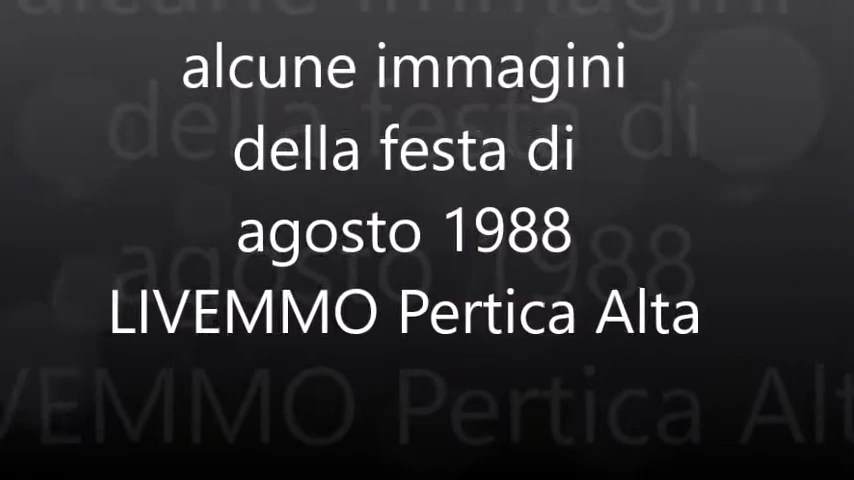 alcune immagini
della festa di
agosto 1988
LIVEMMO Pertica Alta